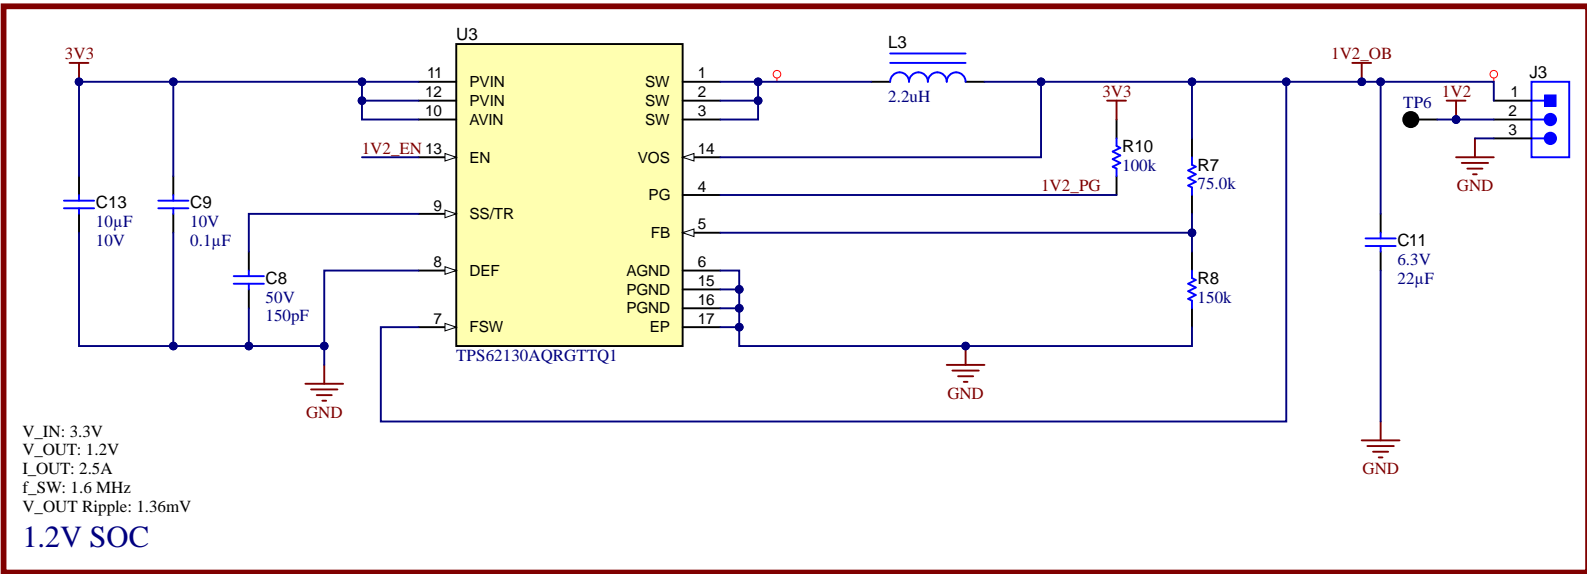 U3
3V3
L3
2.2uH
1V2_OB
J3
11 PVIN
12 PVIN
10 AVIN
1V2_EN 13 EN
9 SS/TR
8 DEF
7 FSW
SW 1
SW 2
SW 3
VOS 14
PG 4
FB 5
AGND 6
PGND 15
PGND 16
EP 17
TPS62130AQRGTTQ1
3V3
R10
100k
1V2_PG
R7
75.0k
R8
150k
TP6
1V2
1
2
3
GND
C13
10µF
10V
C9
10V
0.1µF
C8
50V
150pF
C11
6.3V
22µF
GND
GND
GND
V_IN: 3.3V
V_OUT: 1.2V
I_OUT: 2.5A
f_SW: 1.6 MHz
V_OUT Ripple: 1.36mV
1.2V SOC